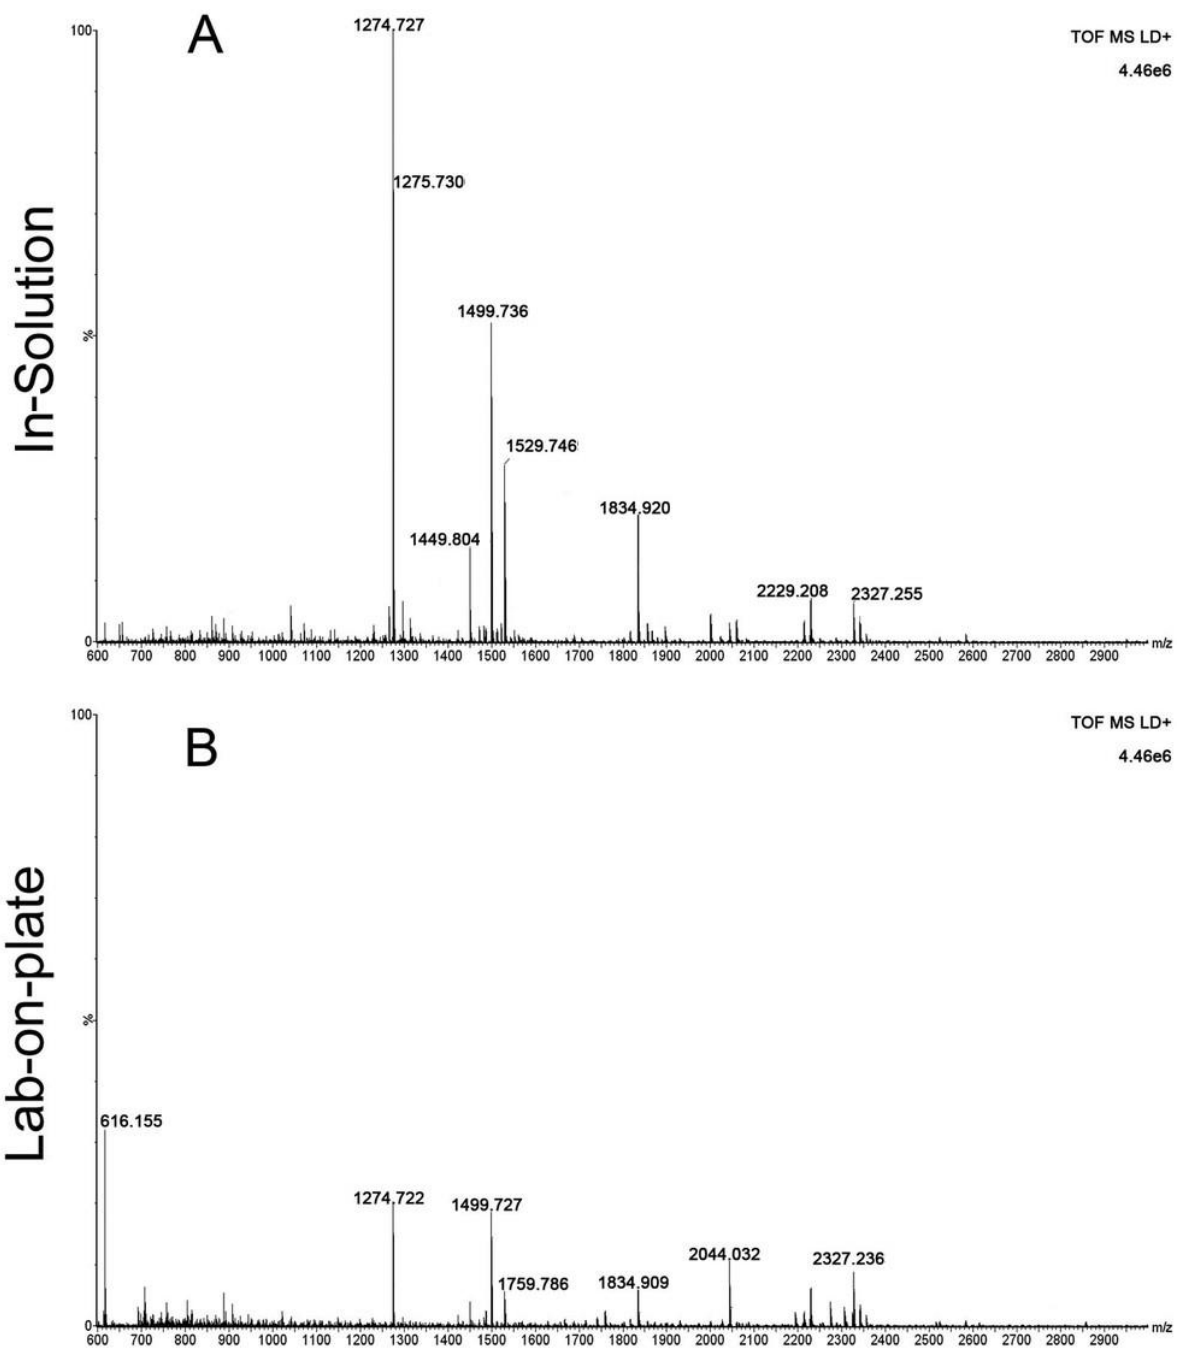 A
TOF MS LD+
4.46e6
100
%
0
In-Solution
1274.727
1275.730
1499.736
1529.746
1449.804
1834.920
2229.208
2327.255
600 700 800 900 1000 1100 1200 1300 1400 1500 1600 1700 1800 1900 2000 2100 2200 2300 2400 2500 2600 2700 2800 2900 m/z
B
TOF MS LD+
4.46e6
100
%
0
Lab-on-plate
616.155
1274.722
1499.727
1759.786
1834.909
2044.032
2327.236
600 700 800 900 1000 1100 1200 1300 1400 1500 1600 1700 1800 1900 2000 2100 2200 2300 2400 2500 2600 2700 2800 2900 m/z